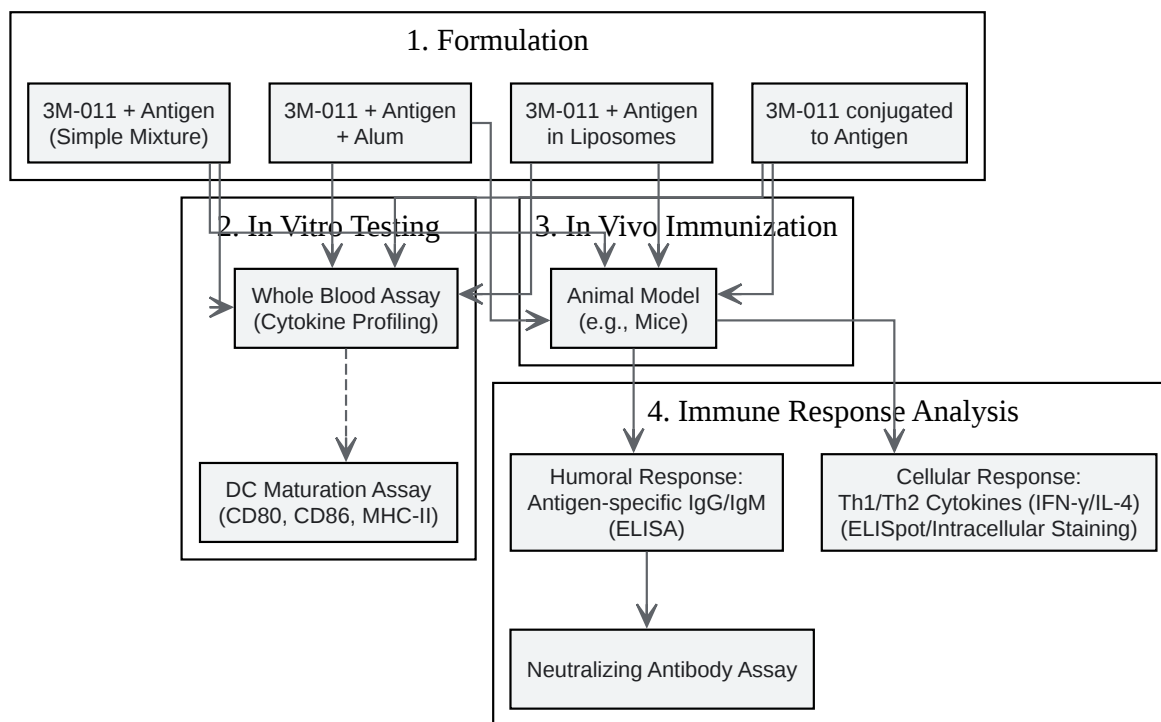 1. Formulation
3M-011 + Antigen
(Simple Mixture)
3M-011 + Antigen
+ Alum
3M-011 + Antigen
in Liposomes
3M-011 conjugated
to Antigen
2. In Vitro Testing
3. In Vivo Immunization
Whole Blood Assay
(Cytokine Profiling)
Animal Model
(e.g., Mice)
4. Immune Response Analysis
DC Maturation Assay
(CD80, CD86, MHC-II)
Humoral Response:
Antigen-specific IgG/IgM
(ELISA)
Cellular Response:
Th1/Th2 Cytokines (IFN-γ/IL-4)
(ELISpot/Intracellular Staining)
Neutralizing Antibody Assay